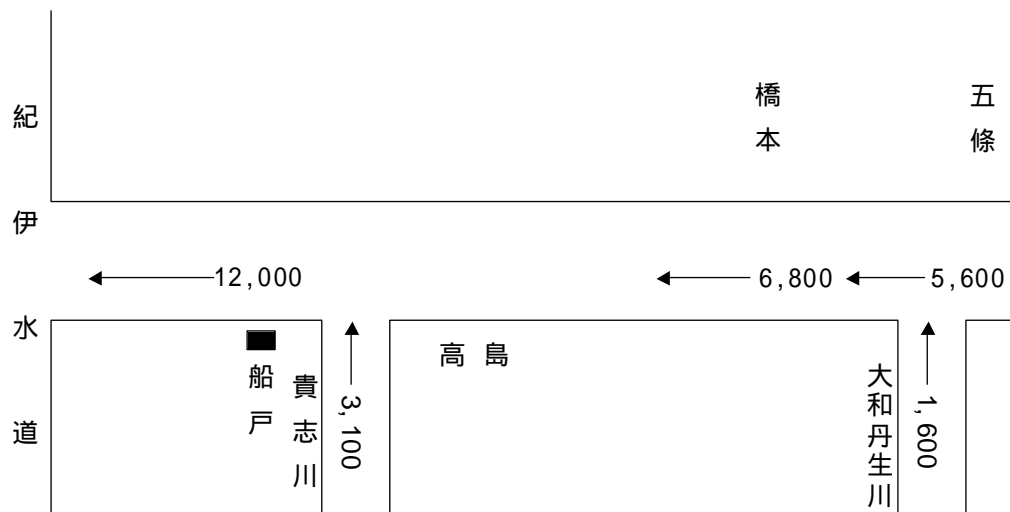 紀伊水道
橋本
五條
12,000
6,800
5,600
船戸
貴志川
3,100
高島
大和丹生川
1,600